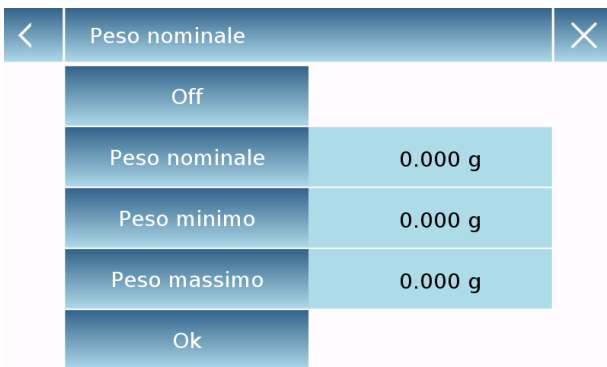 Peso nominale
Off
Peso nominale 0.000 g
Peso minimo 0.000 g
Peso massimo 0.000 g
Ok